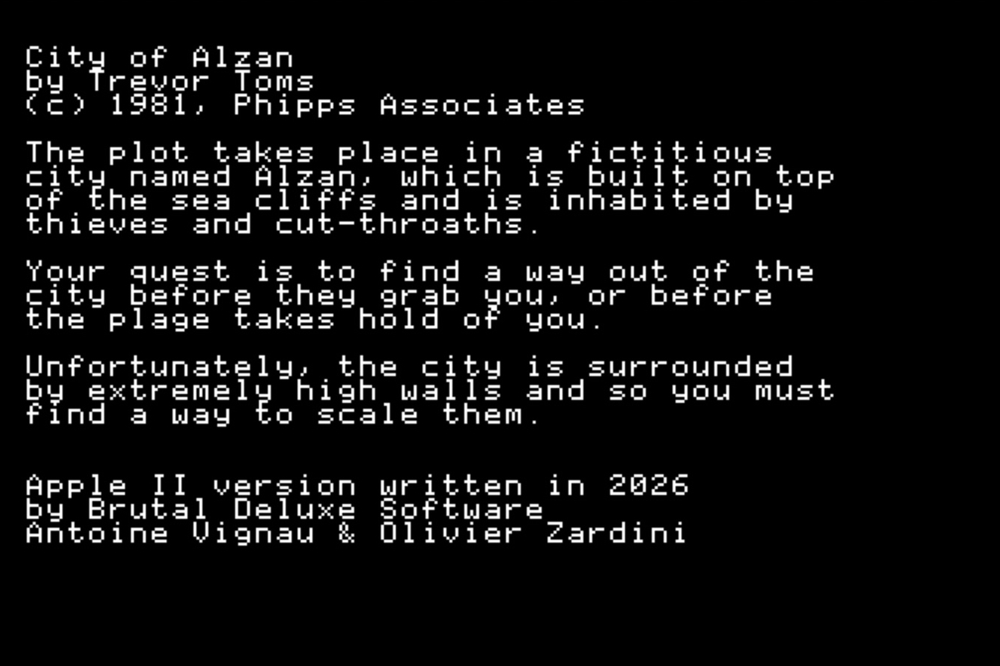 City of Alzan
by Trevor Toms
(c) 1981, Phipps Associates
The plot takes place in a fictitious
city named Alzan, which is built on top
of the sea cliffs and is inhabited by
thieves and cut-throaths.
Your quest is to find a way out of the
city before they grab you, or before
the plage takes hold of you.
Unfortunately, the city is surrounded
by extremely high walls and so you must
find a way to scale them.
Apple II version written in 2026
by Brutal Deluxe Software
Antoine Vignau & Olivier Zardini